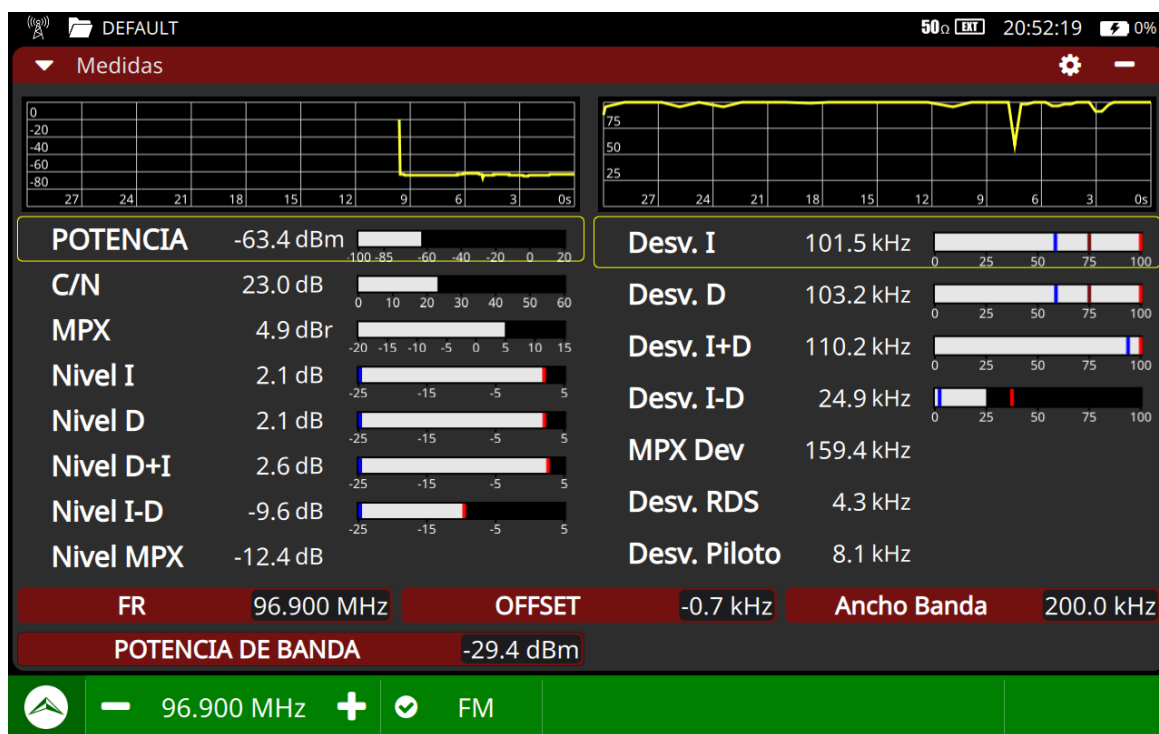 DEFAULT 50Ω EXT 20:52:19 0%
Medidas
0
-20
-40
-60
-80
27 24 21 18 15 12 9 6 3 0s
75
50
25
27 24 21 18 15 12 9 6 3 0s
POTENCIA -63.4 dBm
-100 -85 -60 -40 -20 0 20
C/N 23.0 dB
0 10 20 30 40 50 60
MPX 4.9 dBr
-20 -15 -10 -5 0 5 10 15
Nivel I 2.1 dB
-25 -15 -5 5
Nivel D 2.1 dB
-25 -15 -5 5
Nivel D+I 2.6 dB
-25 -15 -5 5
Nivel I-D -9.6 dB
-25 -15 -5 5
Nivel MPX -12.4 dB
Desv. I 101.5 kHz
0 25 50 75 100
Desv. D 103.2 kHz
0 25 50 75 100
Desv. I+D 110.2 kHz
0 25 50 75 100
Desv. I-D 24.9 kHz
0 25 50 75 100
MPX Dev 159.4 kHz
Desv. RDS 4.3 kHz
Desv. Piloto 8.1 kHz
FR 96.900 MHz OFFSET -0.7 kHz Ancho Banda 200.0 kHz
POTENCIA DE BANDA -29.4 dBm
96.900 MHz FM